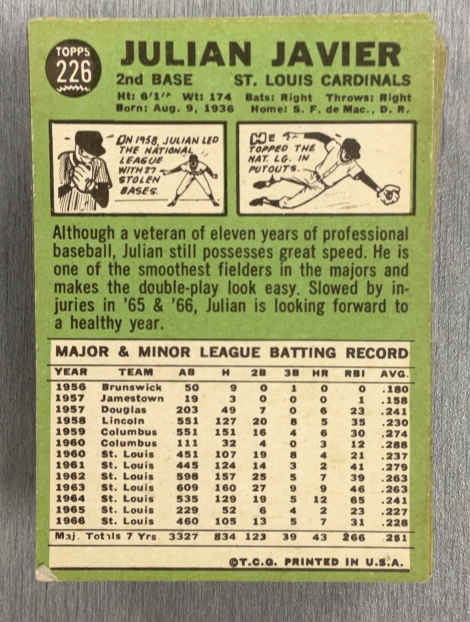 TOPPS
226
JULIAN JAVIER
2nd BASE ST. LOUIS CARDINALS
Ht: 6'1" Wt: 174 Bats: Right Throws: Right
Born: Aug. 9, 1936 Home: S. F. de Mac., D. R.
IN 1958, JULIAN LED
THE NATIONAL
LEAGUE
WITH 27
STOLEN
BASES.
HE
TOPPED THE
NAT. LG. IN
PUTOUTS.
Although a veteran of eleven years of professional
baseball, Julian still possesses great speed. He is
one of the smoothest fielders in the majors and
makes the double-play look easy. Slowed by in-
juries in '65 & '66, Julian is looking forward to
a healthy year.
MAJOR & MINOR LEAGUE BATTING RECORD
YEAR TEAM AB H 2B 3B HR RBI AVG.
1956 Brunswick 50 9 0 1 0 0 .180
1957 Jamestown 19 3 0 0 0 1 .158
1957 Douglas 203 49 7 0 6 23 .241
1958 Lincoln 551 127 20 8 5 35 .230
1959 Columbus 551 151 16 4 6 30 .274
1960 Columbus 111 32 4 0 3 12 .288
1960 St. Louis 451 107 19 8 4 21 .237
1961 St. Louis 445 124 14 3 2 41 .279
1962 St. Louis 598 157 25 5 7 39 .263
1963 St. Louis 609 160 27 9 9 46 .263
1964 St. Louis 535 129 19 5 12 65 .241
1965 St. Louis 229 52 6 4 2 23 .227
1966 St. Louis 460 105 13 5 7 31 .228
Maj. Totals 7 Yrs. 3327 834 123 39 43 266 .251
©T.C.G. PRINTED IN U.S.A.